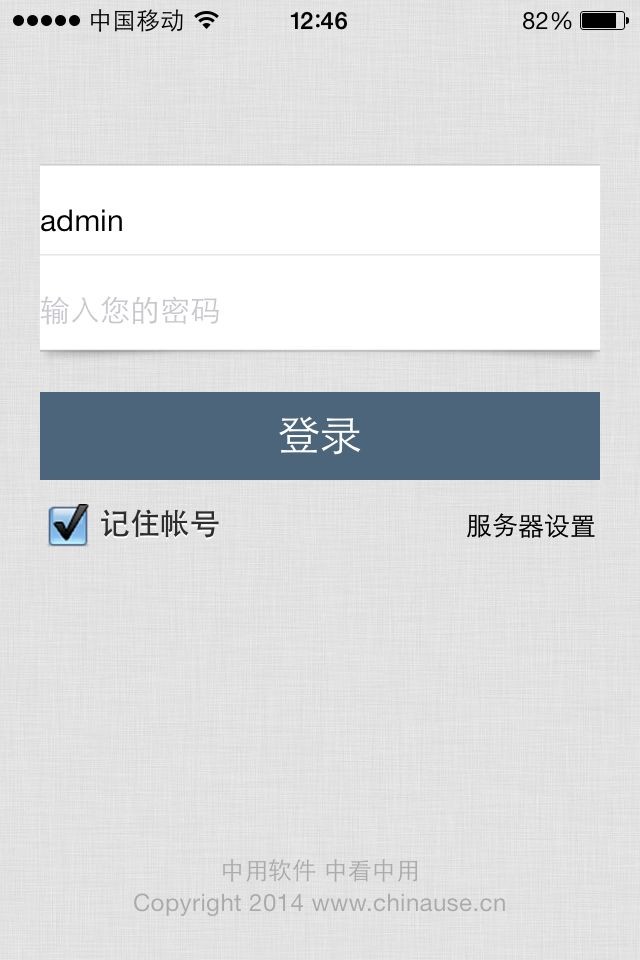 中国移动 12:46 82%
admin
输入您的密码
登录
记住帐号 服务器设置
中用软件 中看中用
Copyright 2014 www.chinause.cn